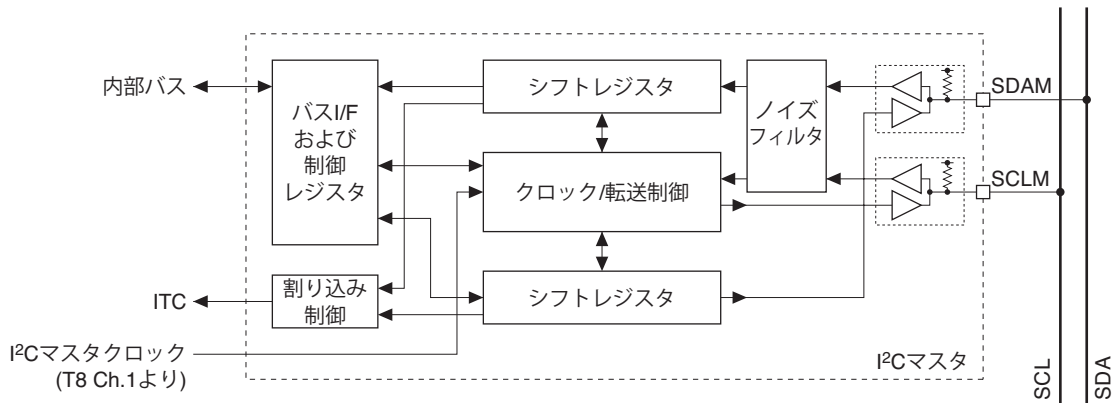 内部バス
バスI/F
および
制御
レジスタ
シフトレジスタ
ノイズ
フィルタ
SDAM
クロック/転送制御
SCLM
割り込み
制御
シフトレジスタ
ITC
I²Cマスタクロック
(T8 Ch.1より)
I²Cマスタ
SCL
SDA